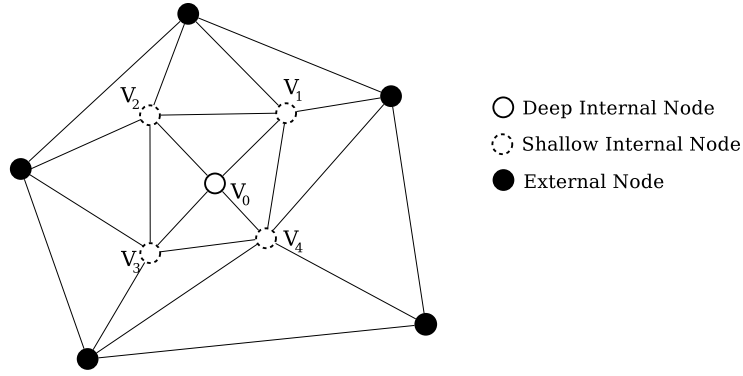 V2
V1
V0
V3
V4
Deep Internal Node
Shallow Internal Node
External Node